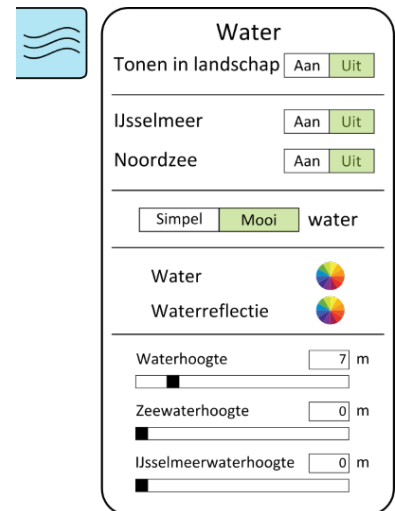 Water
Tonen in landschap Aan Uit
IJsselmeer Aan Uit
Noordzee Aan Uit
Simpel Mooi water
Water
Waterreflectie
Waterhoogte 7 m
Zeewaterhoogte 0 m
IJsselmeerwaterhoogte 0 m